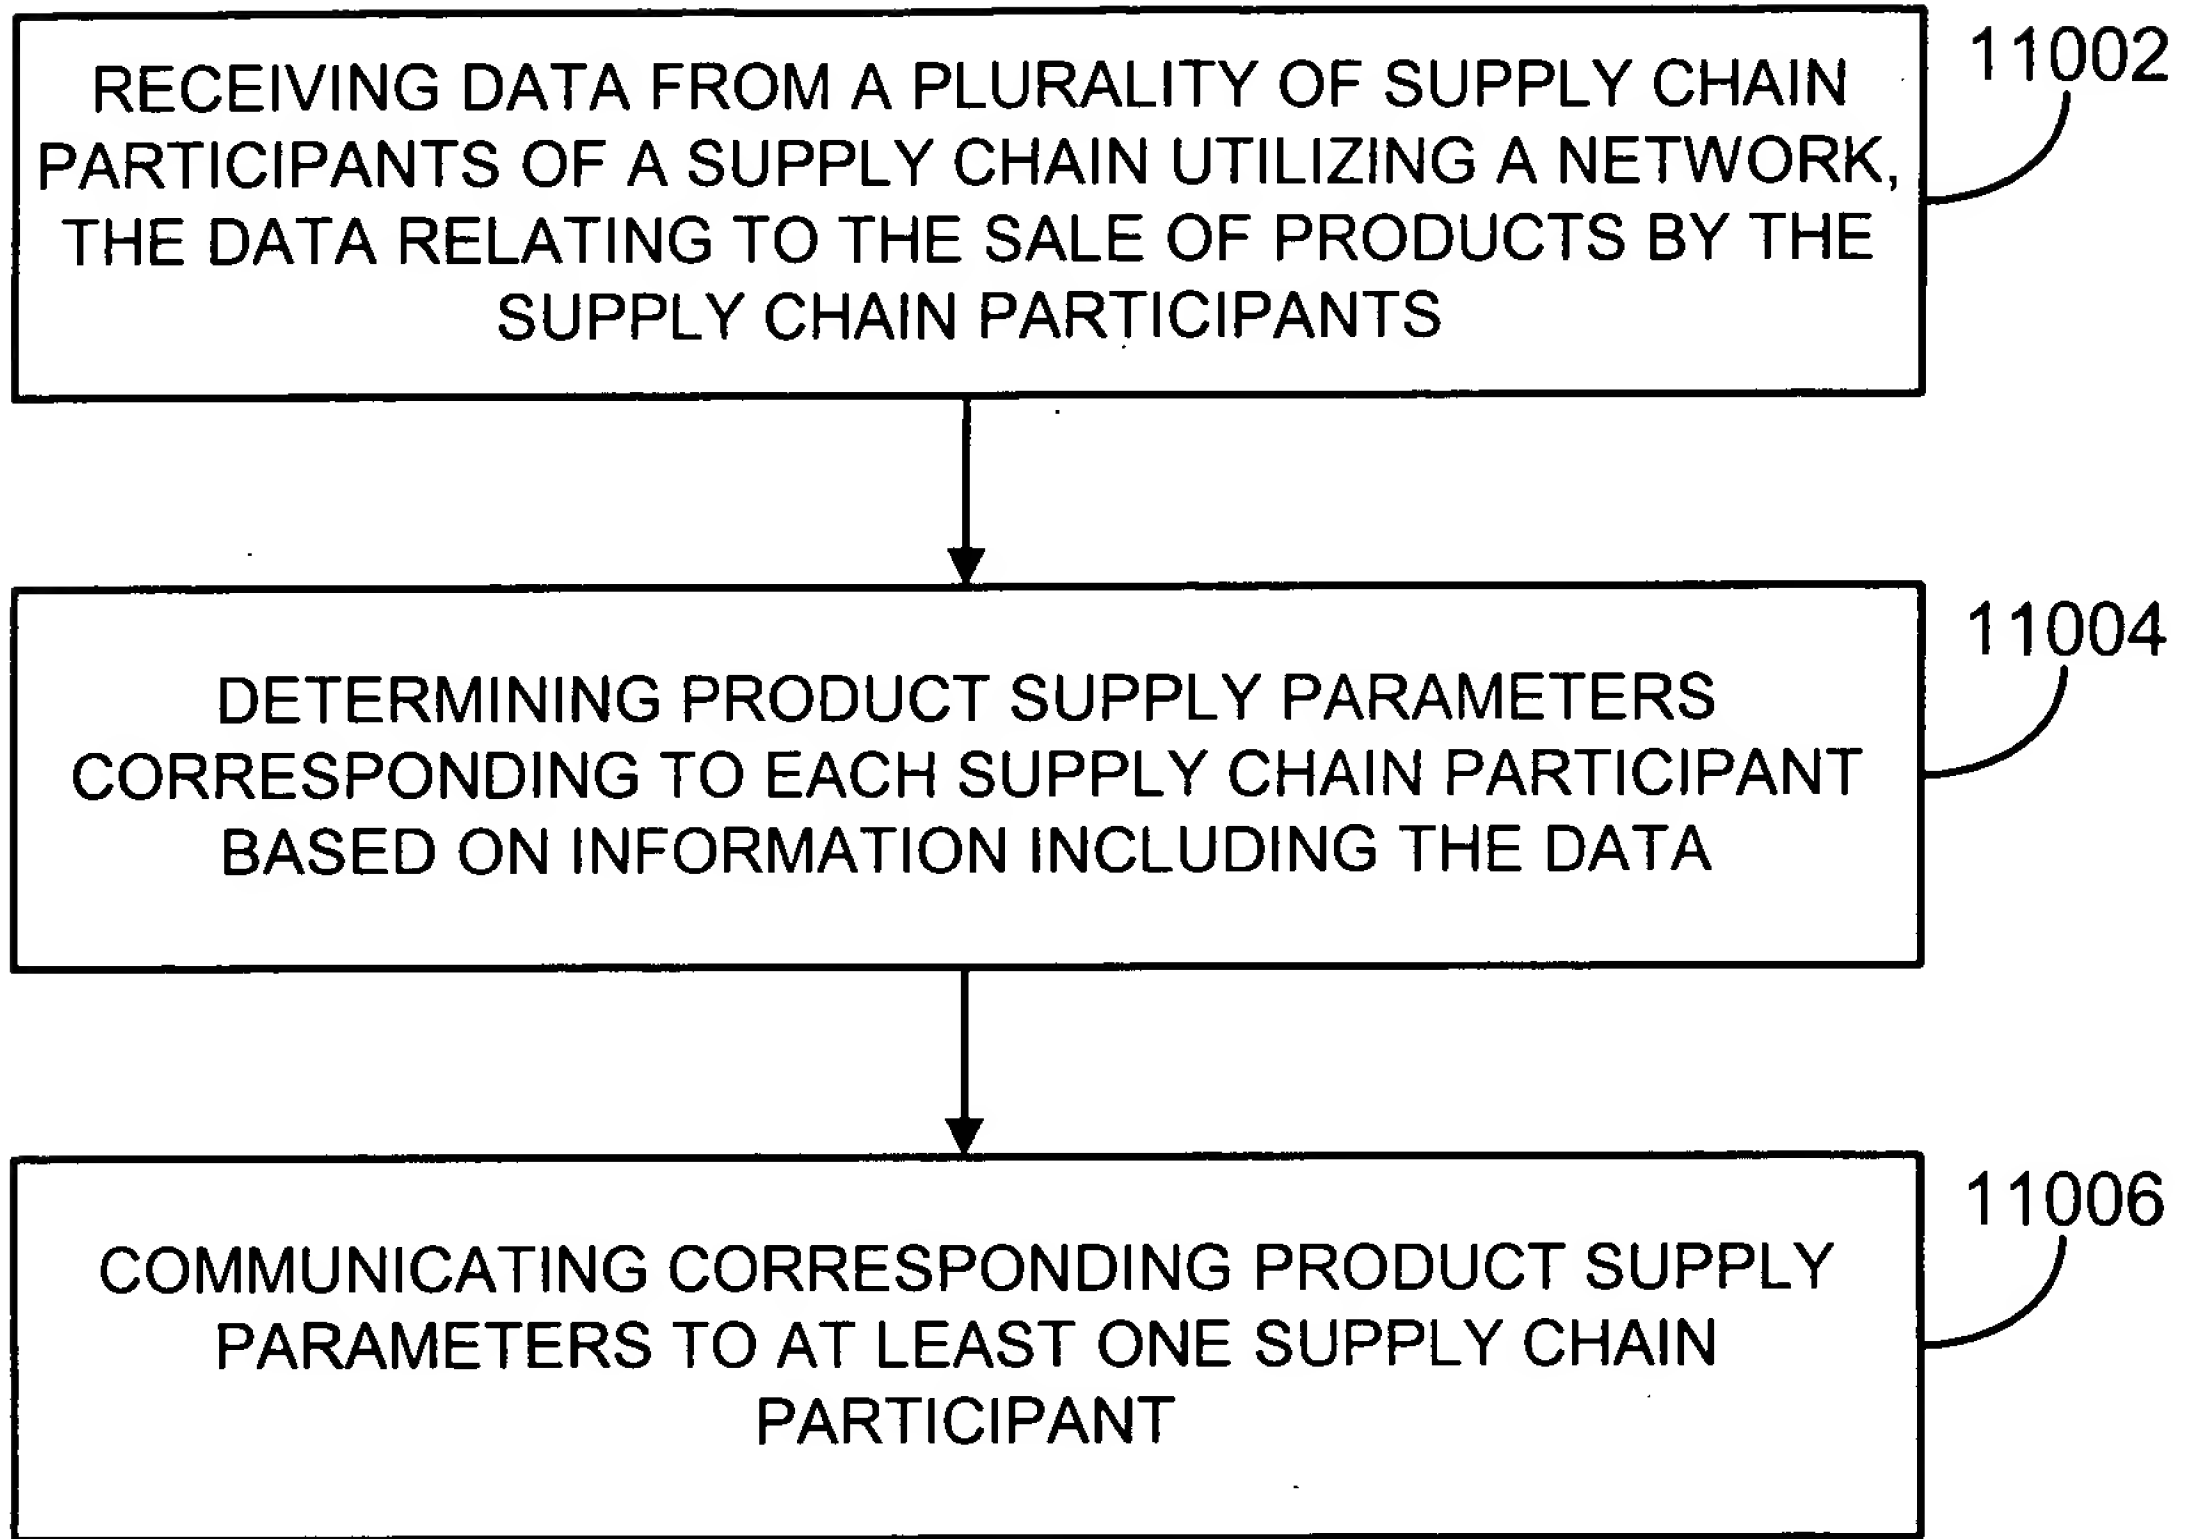 RECEIVING DATA FROM A PLURALITY OF SUPPLY CHAIN
PARTICIPANTS OF A SUPPLY CHAIN UTILIZING A NETWORK,
THE DATA RELATING TO THE SALE OF PRODUCTS BY THE
SUPPLY CHAIN PARTICIPANTS
11002
DETERMINING PRODUCT SUPPLY PARAMETERS
CORRESPONDING TO EACH SUPPLY CHAIN PARTICIPANT
BASED ON INFORMATION INCLUDING THE DATA
11004
COMMUNICATING CORRESPONDING PRODUCT SUPPLY
PARAMETERS TO AT LEAST ONE SUPPLY CHAIN
PARTICIPANT
11006